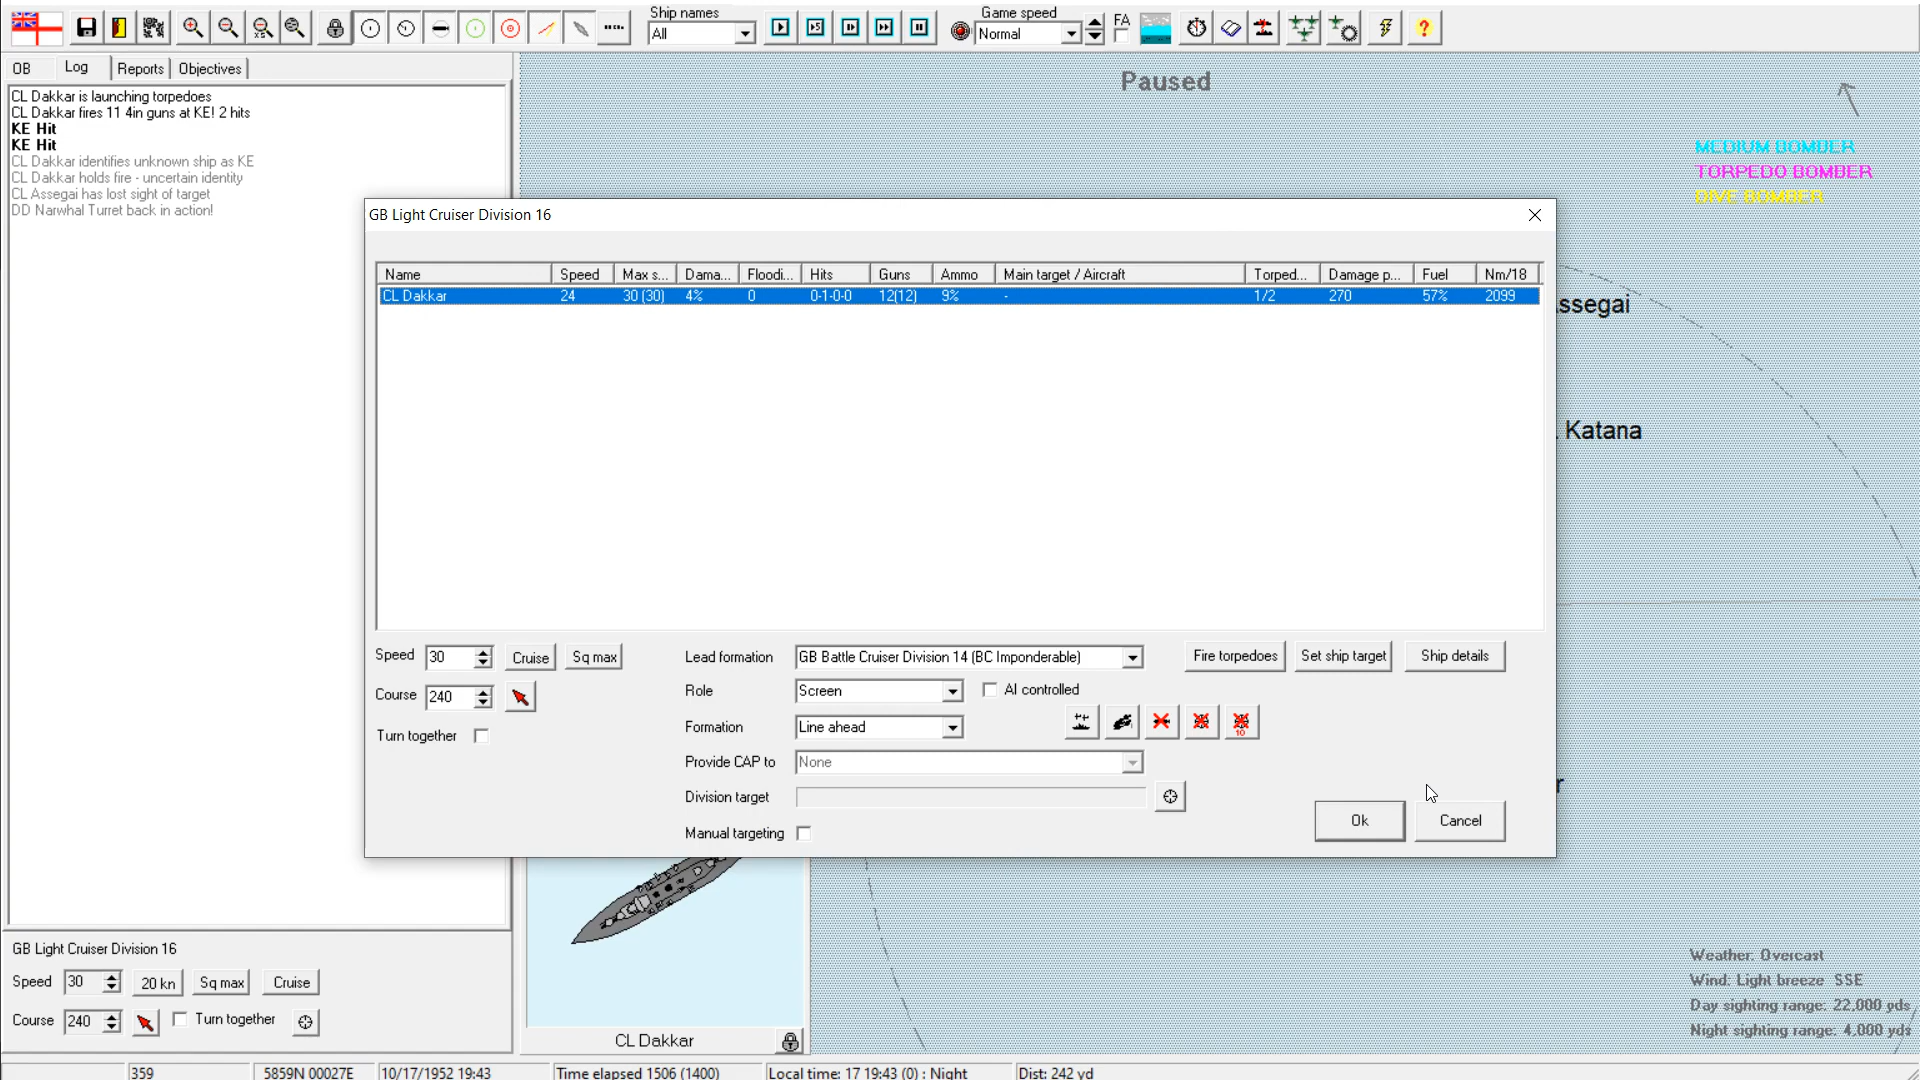 Ship names
Game speed
All
Normal
FA
OB
Log
Reports
Objectives
CL Dakkar is launching torpedoes
CL Dakkar fires 11 4in guns at KE! 2 hits
KE Hit
KE Hit
CL Dakkar identifies unknown ship as KE
CL Dakkar holds fire - uncertain identity
CL Assegai has lost sight of target
DD Narwhal Turret back in action!
Paused
MEDIUM BOMBER
TORPEDO BOMBER
DIVE BOMBER
GB Light Cruiser Division 16
Name Speed Max s... Dama... Floodi... Hits Guns Ammo Main target / Aircraft Torped... Damage p... Fuel Nm/18
CL Dakkar 24 30 (30) 4% 0 0-1-0-0 12(12) 9% - 1/2 270 57% 2099
ssegai
Katana
Speed 30 Cruise Sq max
Course 240
Turn together
Lead formation GB Battle Cruiser Division 14 (BC Imponderable)
Role Screen AI controlled
Formation Line ahead
Provide CAP to None
Division target
Manual targeting
Fire torpedoes Set ship target Ship details
10
Ok Cancel
r
GB Light Cruiser Division 16
Speed 30 20 kn Sq max Cruise
Course 240 Turn together
CL Dakkar
Weather: Overcast
Wind: Light breeze SSE
Day sighting range: 22,000 yds
Night sighting range: 4,000 yds
359 5859N 00027E 10/17/1952 19:43 Time elapsed 1506 (1400) Local time: 17 19:43 (0) : Night Dist: 242 yd